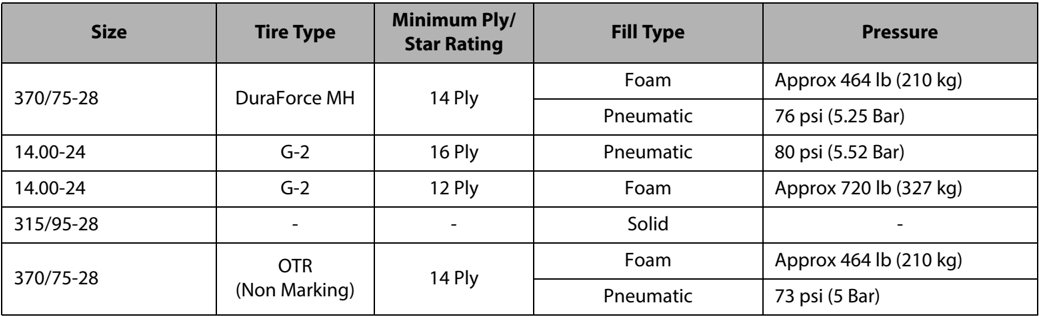 Size Tire Type Minimum Ply/ Star Rating Fill Type Pressure
370/75-28 DuraForce MH 14 Ply Foam Approx 464 lb (210 kg)
Pneumatic 76 psi (5.25 Bar)
14.00-24 G-2 16 Ply Pneumatic 80 psi (5.52 Bar)
14.00-24 G-2 12 Ply Foam Approx 720 lb (327 kg)
315/95-28 - - Solid -
370/75-28 OTR (Non Marking) 14 Ply Foam Approx 464 lb (210 kg)
Pneumatic 73 psi (5 Bar)